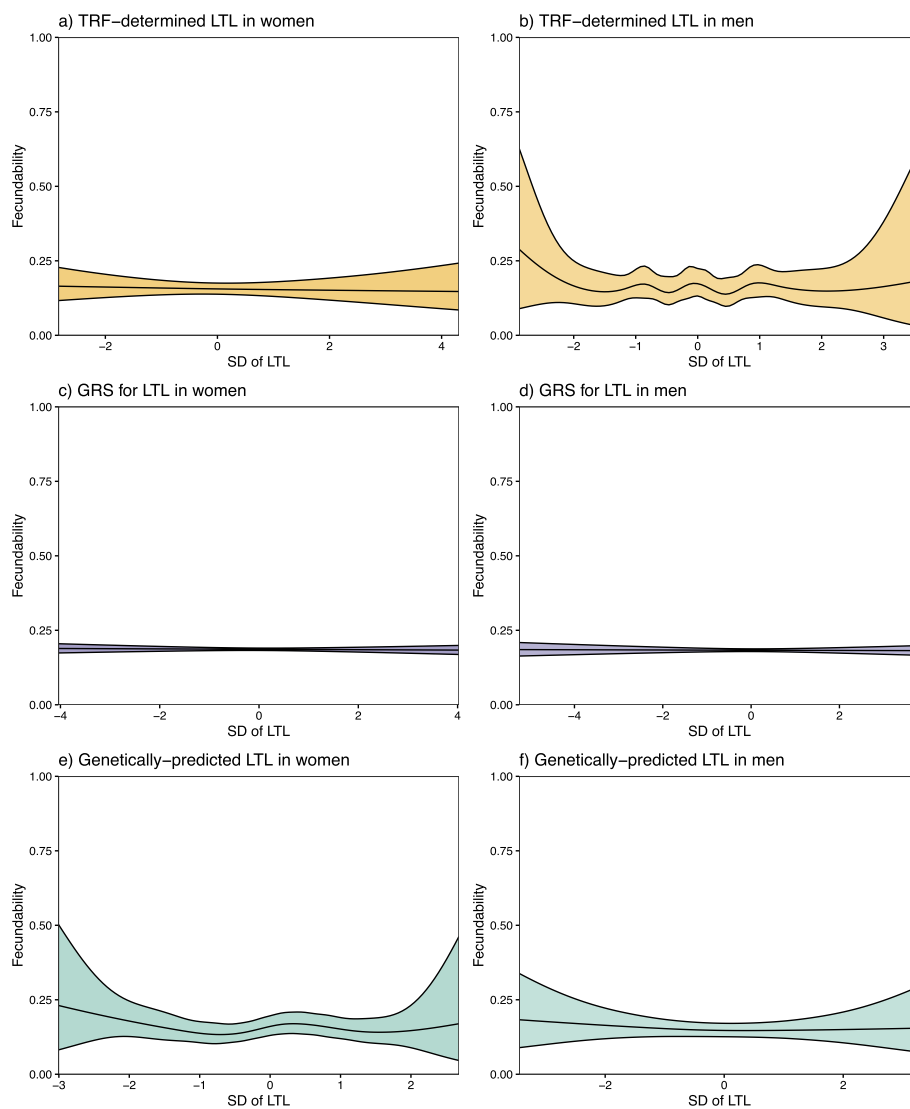 a) TRF−determined LTL in women
1.00
0.75
0.50
0.25
0.00
Fecundability
−2 0 2 4
SD of LTL
b) TRF−determined LTL in men
1.00
0.75
0.50
0.25
0.00
Fecundability
−2 −1 0 1 2 3
SD of LTL
c) GRS for LTL in women
1.00
0.75
0.50
0.25
0.00
Fecundability
−4 −2 0 2 4
SD of LTL
d) GRS for LTL in men
1.00
0.75
0.50
0.25
0.00
Fecundability
−4 −2 0 2
SD of LTL
e) Genetically−predicted LTL in women
1.00
0.75
0.50
0.25
0.00
Fecundability
−3 −2 −1 0 1 2
SD of LTL
f) Genetically−predicted LTL in men
1.00
0.75
0.50
0.25
0.00
Fecundability
−2 0 2
SD of LTL